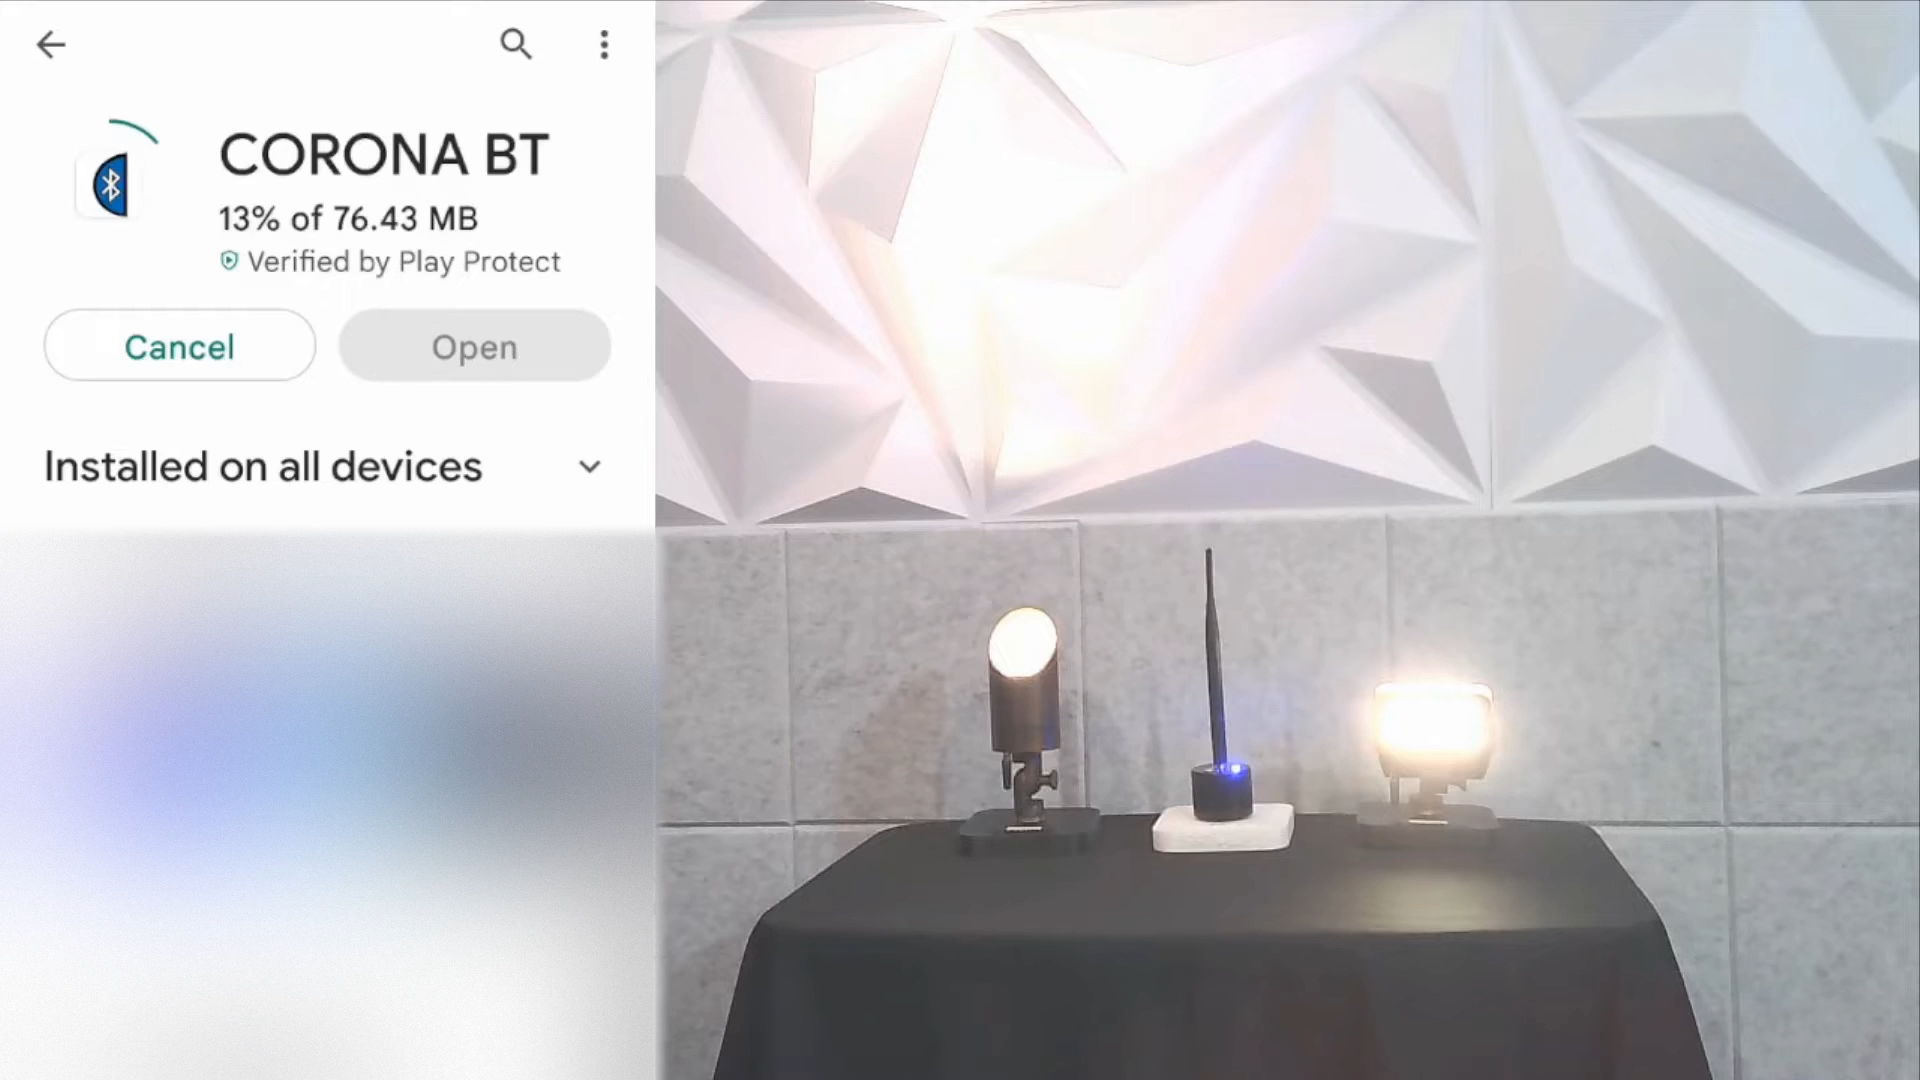 CORONA BT
13% of 76.43 MB
Verified by Play Protect
Cancel
Open
Installed on all devices